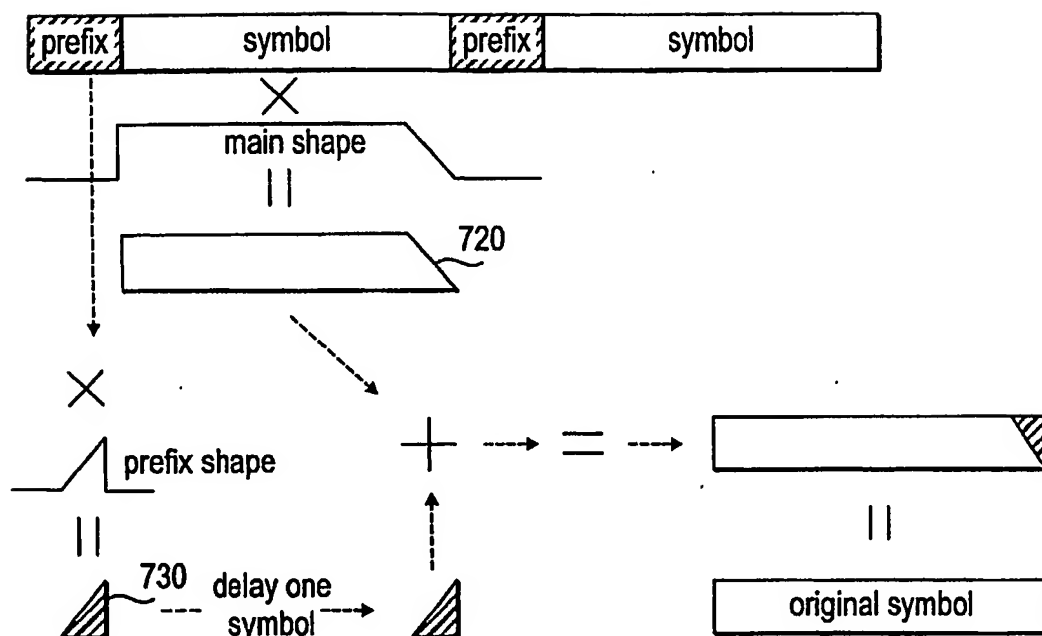 prefix symbol prefix symbol
main shape
720
prefix shape
730
delay one
symbol
original symbol